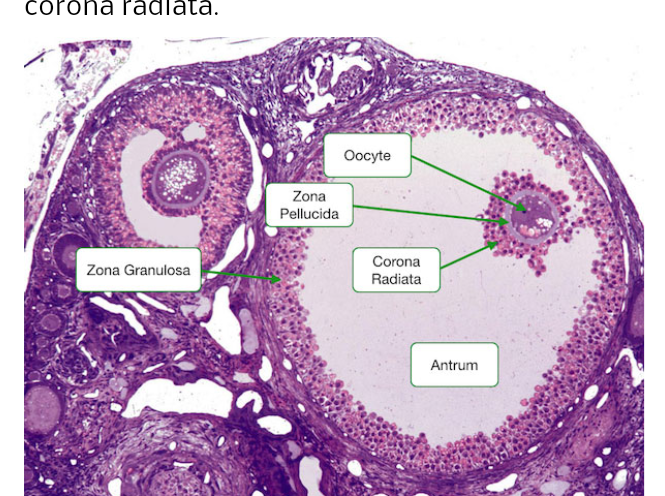 corona radiata.
Oocyte
Zona
Pellucida
Corona
Radiata
Zona Granulosa
Antrum